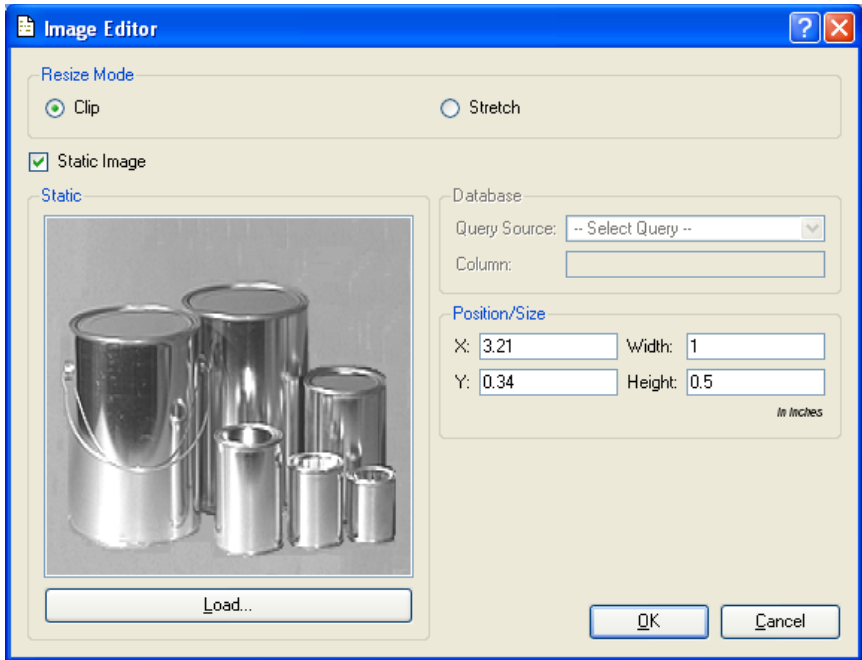 Image Editor
Resize Mode
Clip
Stretch
Static Image
Static
Database
Query Source: -- Select Query --
Column:
Position/Size
X: 3.21 Width: 1
Y: 0.34 Height: 0.5
In Inches
Load...
OK Cancel